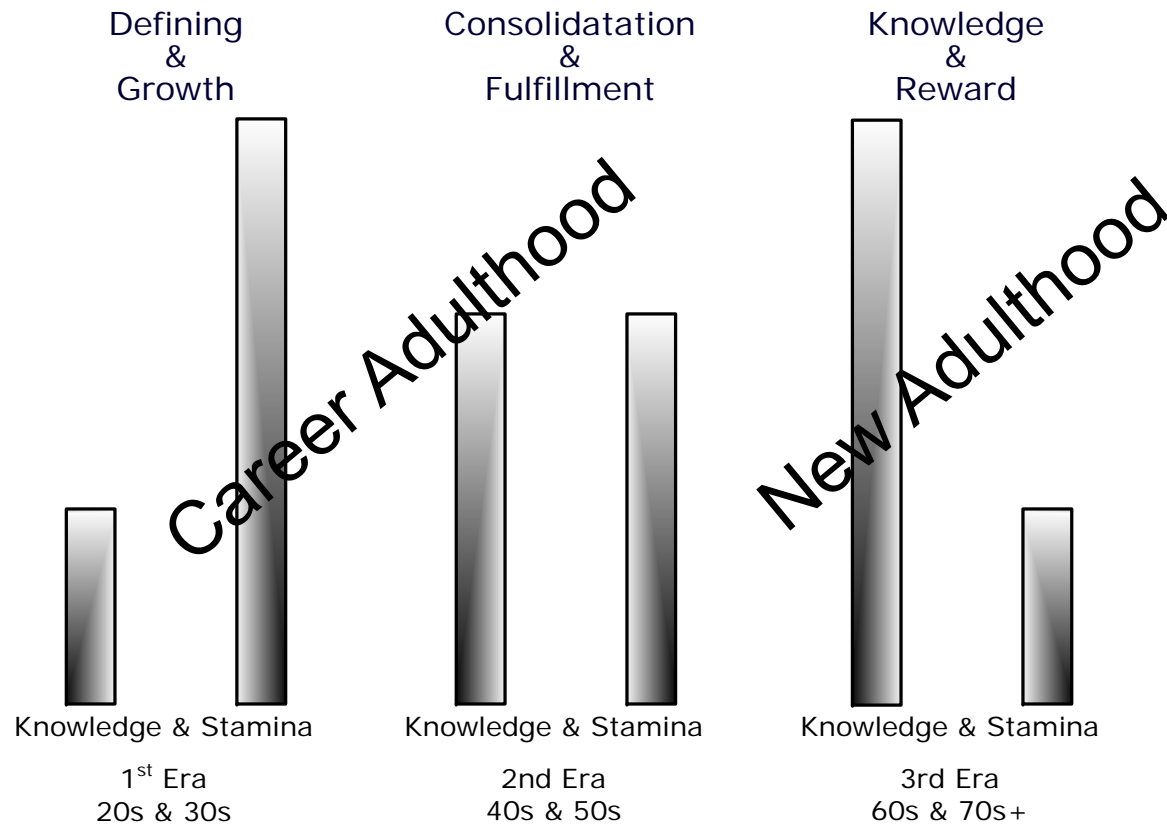 Defining
&
Growth
Consolidatation
&
Fulfillment
Knowledge
&
Reward
Career Adulthood
New Adulthood
Knowledge & Stamina
1st Era
20s & 30s
Knowledge & Stamina
2nd Era
40s & 50s
Knowledge & Stamina
3rd Era
60s & 70s+